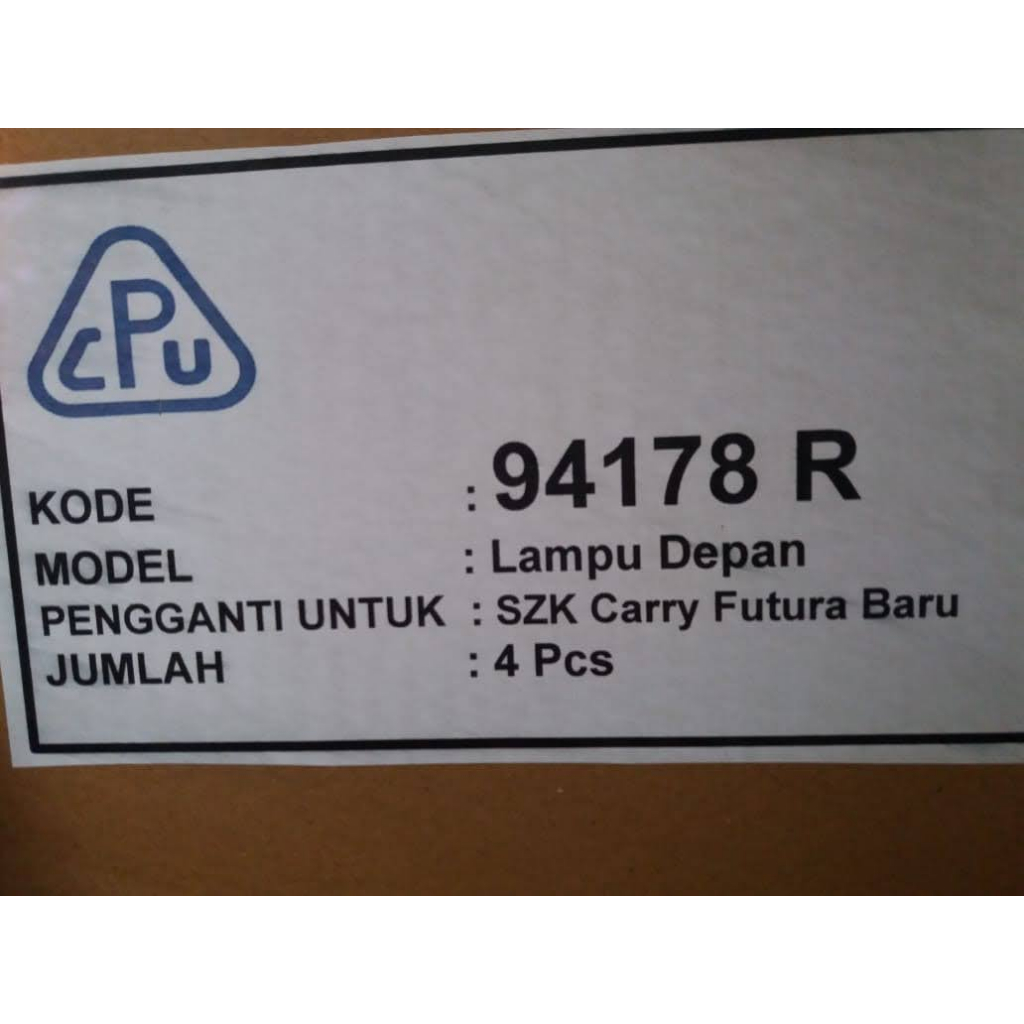 CPU
KODE : 94178 R
MODEL : Lampu Depan
PENGGANTI UNTUK : SZK Carry Futura Baru
JUMLAH : 4 Pcs